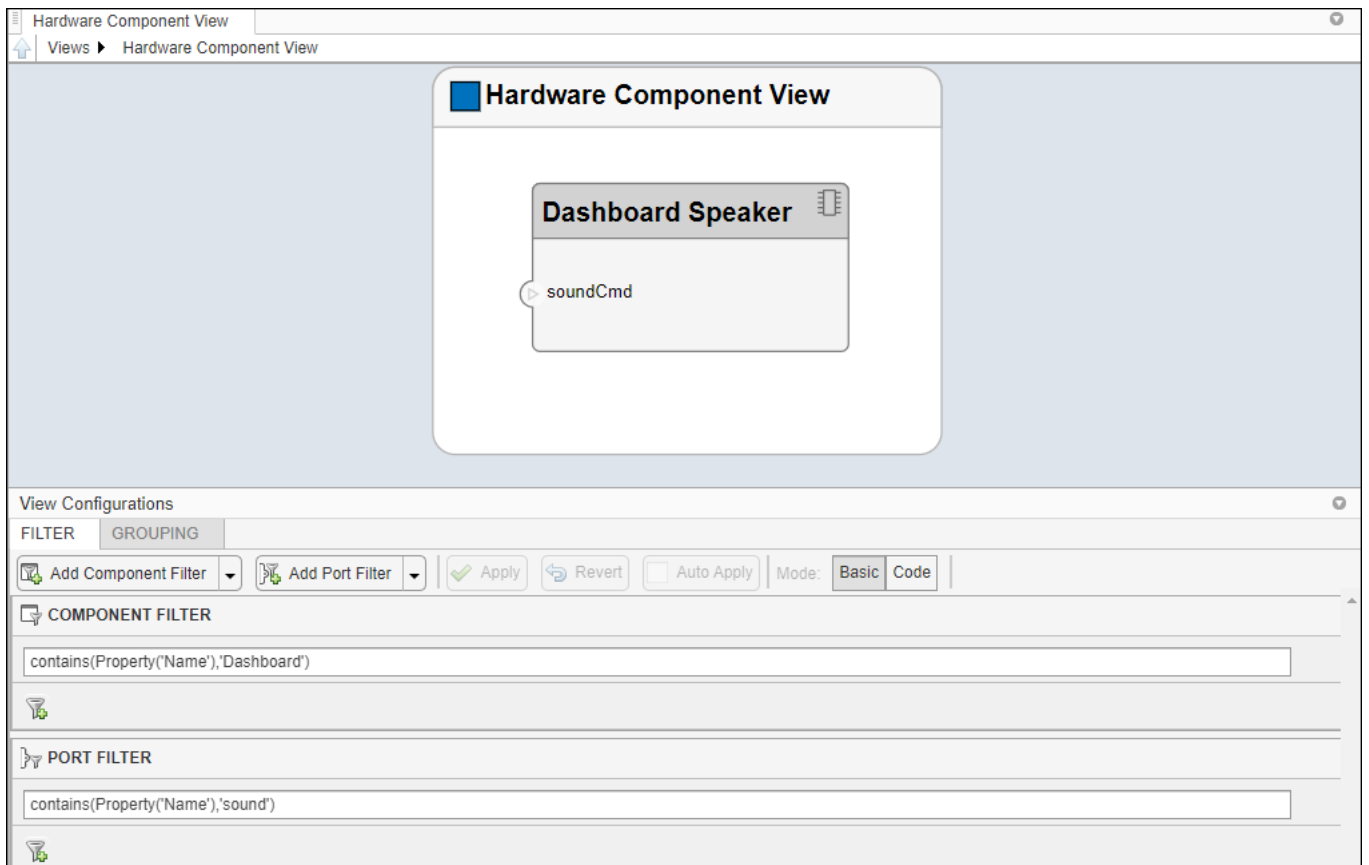 Hardware Component View
Views Hardware Component View
Hardware Component View
Dashboard Speaker
soundCmd
View Configurations
FILTER GROUPING
Add Component Filter Add Port Filter Apply Revert Auto Apply Mode: Basic Code
COMPONENT FILTER
contains(Property('Name'),'Dashboard')
PORT FILTER
contains(Property('Name'),'sound')